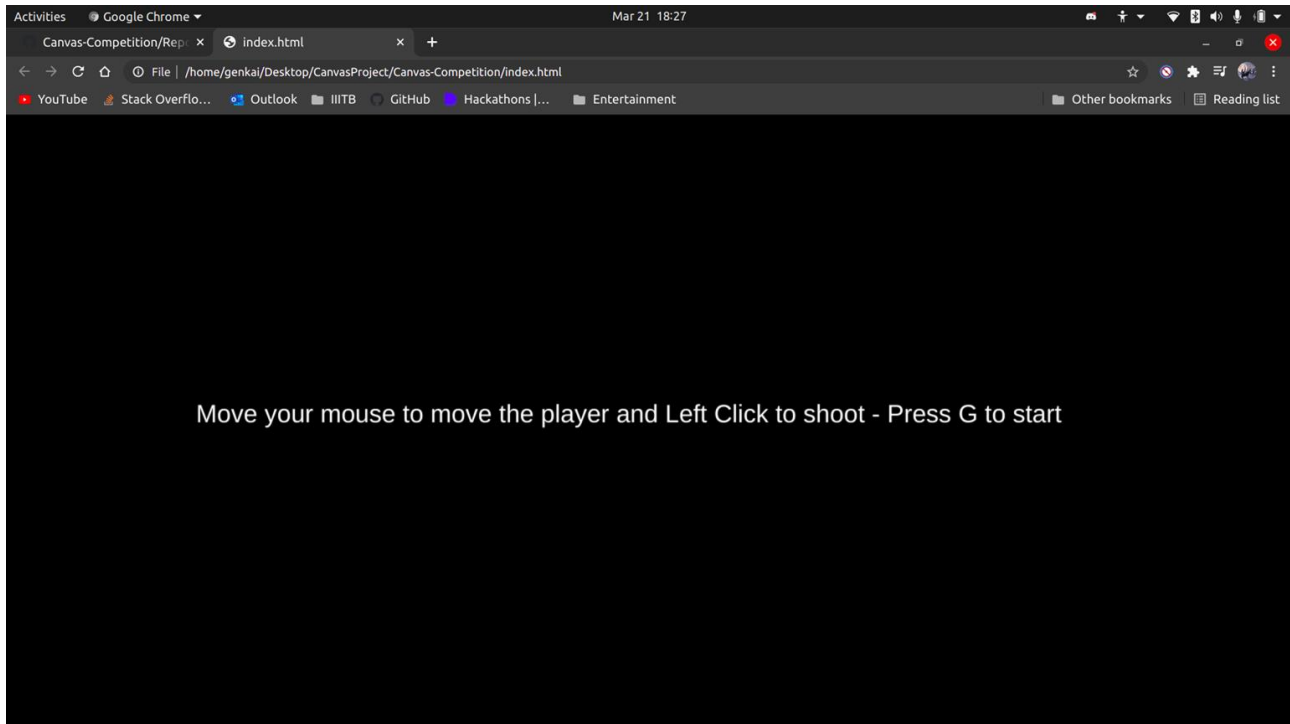 Activities Google Chrome Mar 21 18:27
Canvas-Competition/Rep index.html
File /home/genkai/Desktop/CanvasProject/Canvas-Competition/index.html
YouTube Stack Overflo... Outlook IIITB GitHub Hackathons |... Entertainment Other bookmarks Reading list
Move your mouse to move the player and Left Click to shoot - Press G to start